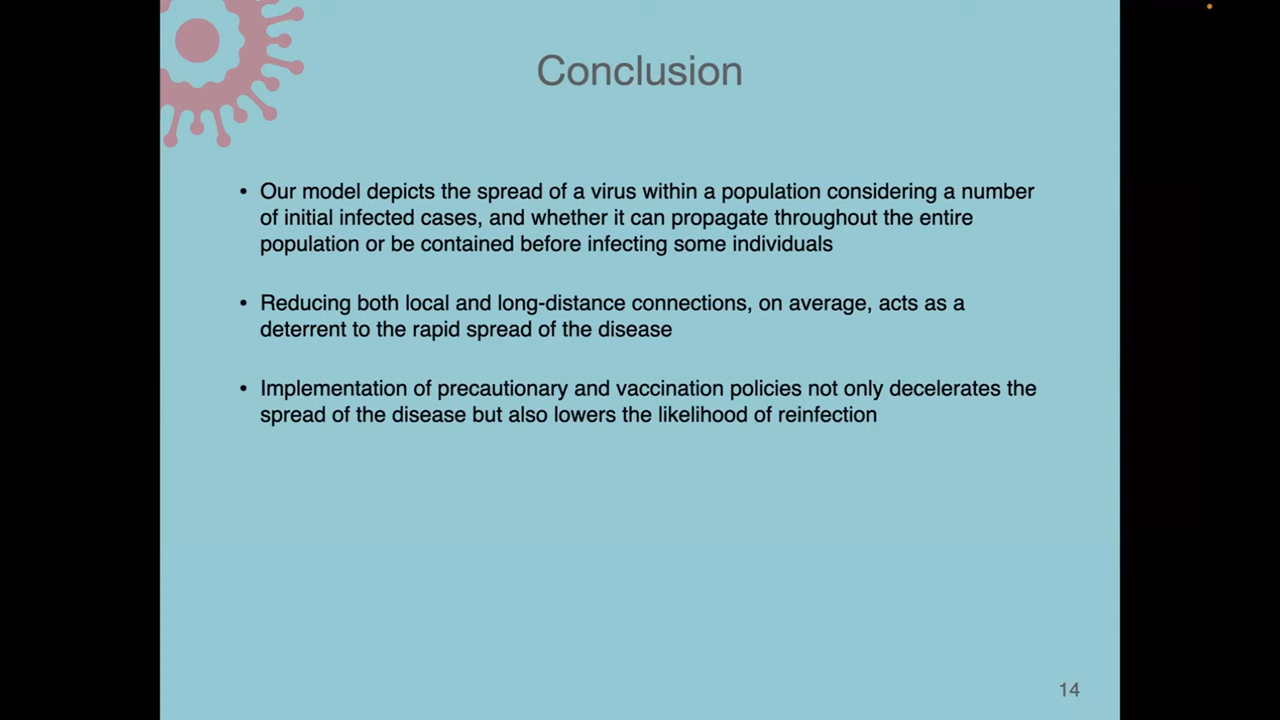 Conclusion
• Our model depicts the spread of a virus within a population considering a number
of initial infected cases, and whether it can propagate throughout the entire
population or be contained before infecting some individuals
• Reducing both local and long-distance connections, on average, acts as a
deterrent to the rapid spread of the disease
• Implementation of precautionary and vaccination policies not only decelerates the
spread of the disease but also lowers the likelihood of reinfection
14